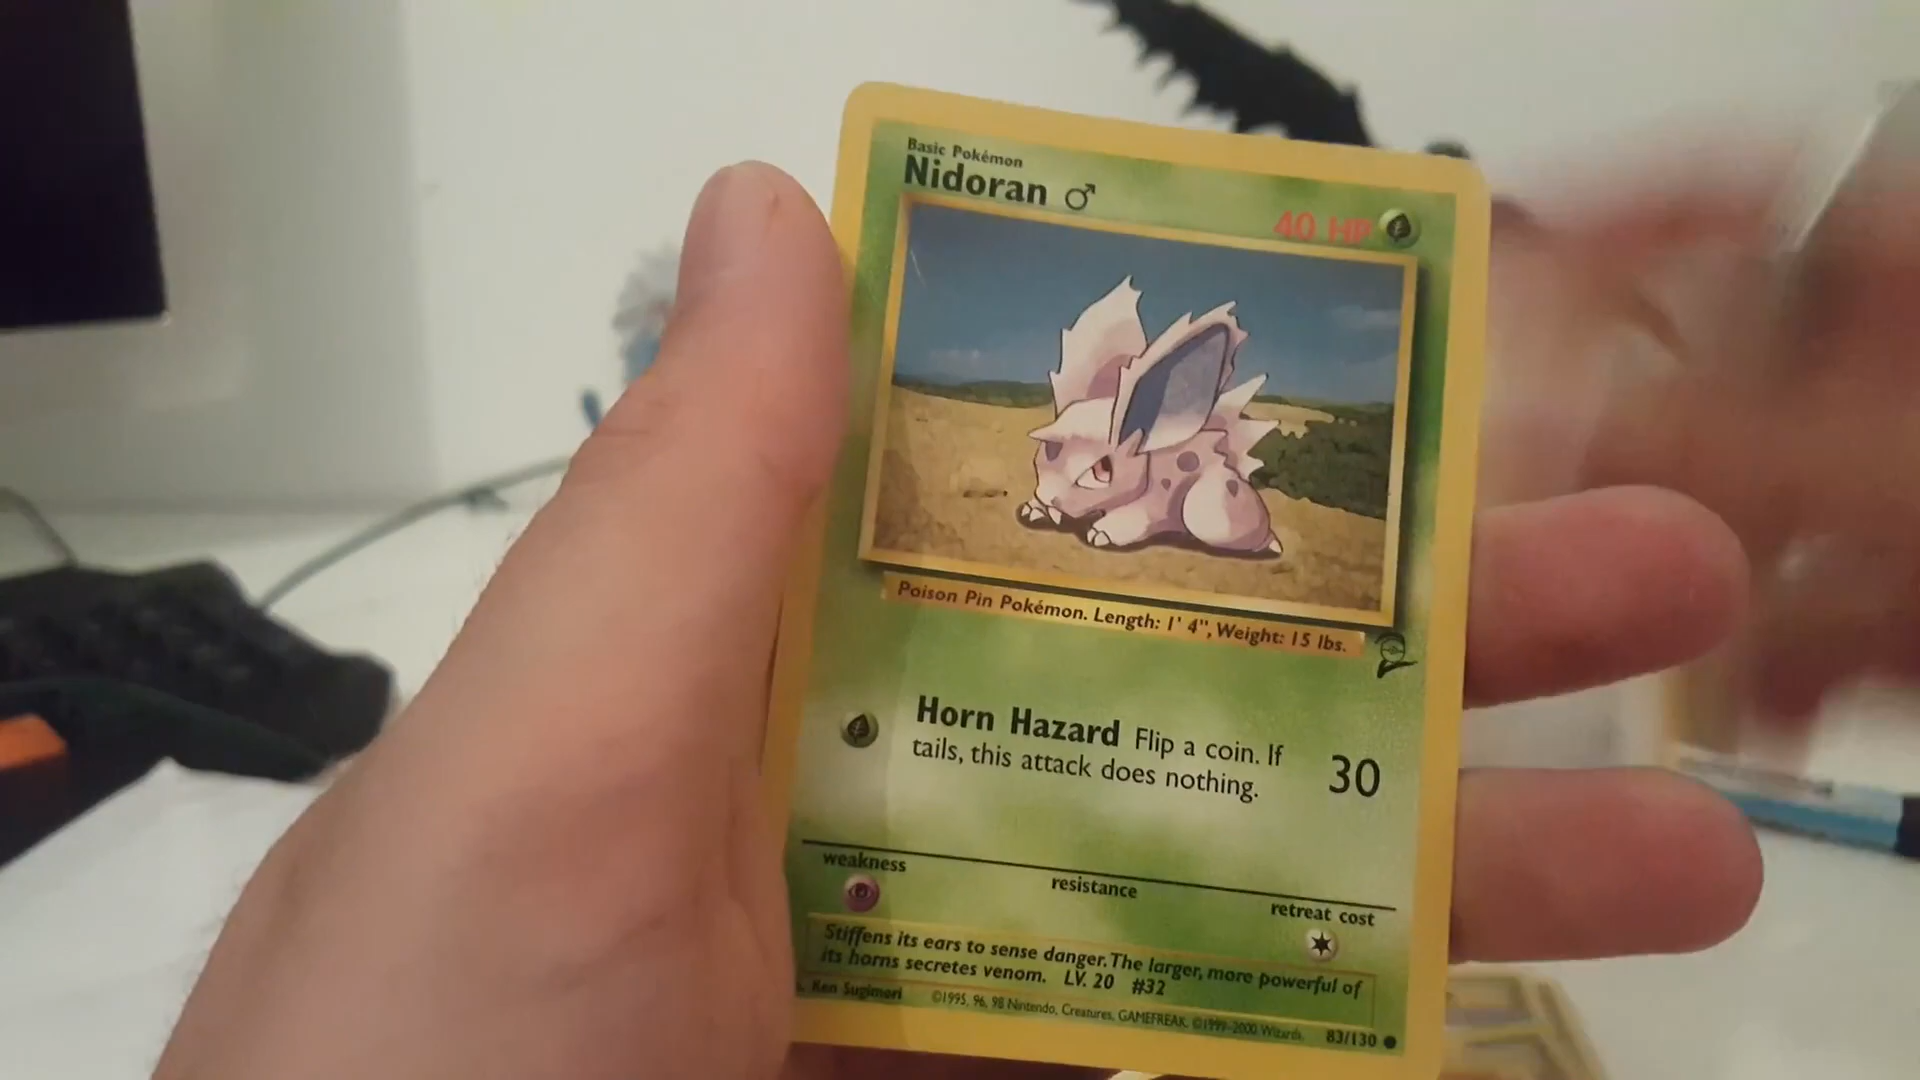 Basic Pokémon
Nidoran ♂
40 HP
Poison Pin Pokémon. Length: 1' 4", Weight: 15 lbs.
Horn Hazard Flip a coin. If
tails, this attack does nothing.
30
weakness
resistance
retreat cost
Stiffens its ears to sense danger. The larger, more powerful of
its horns secretes venom. LV. 20 #32
Ken Sugimori ©1995, 96, 98 Nintendo, Creatures, GAMEFREAK. ©1999-2000 Wizards. 83/130